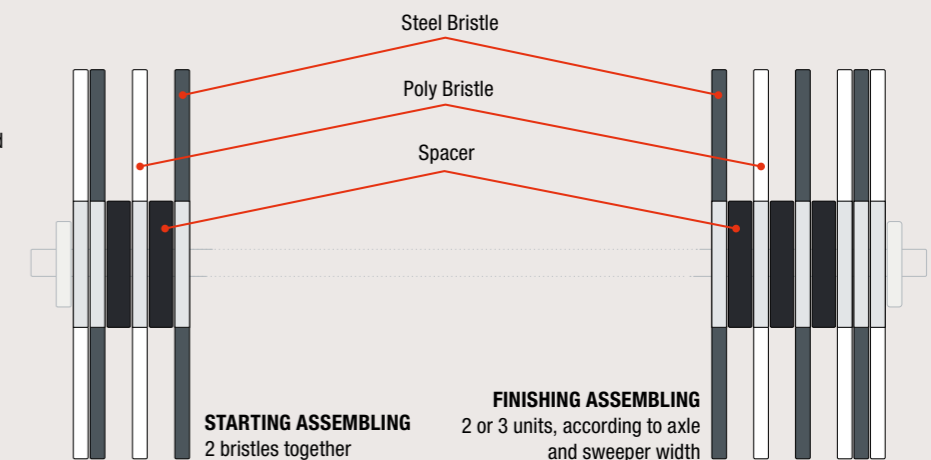 Steel Bristle
Poly Bristle
Spacer
STARTING ASSEMBLING
2 bristles together
FINISHING ASSEMBLING
2 or 3 units, according to axle
and sweeper width